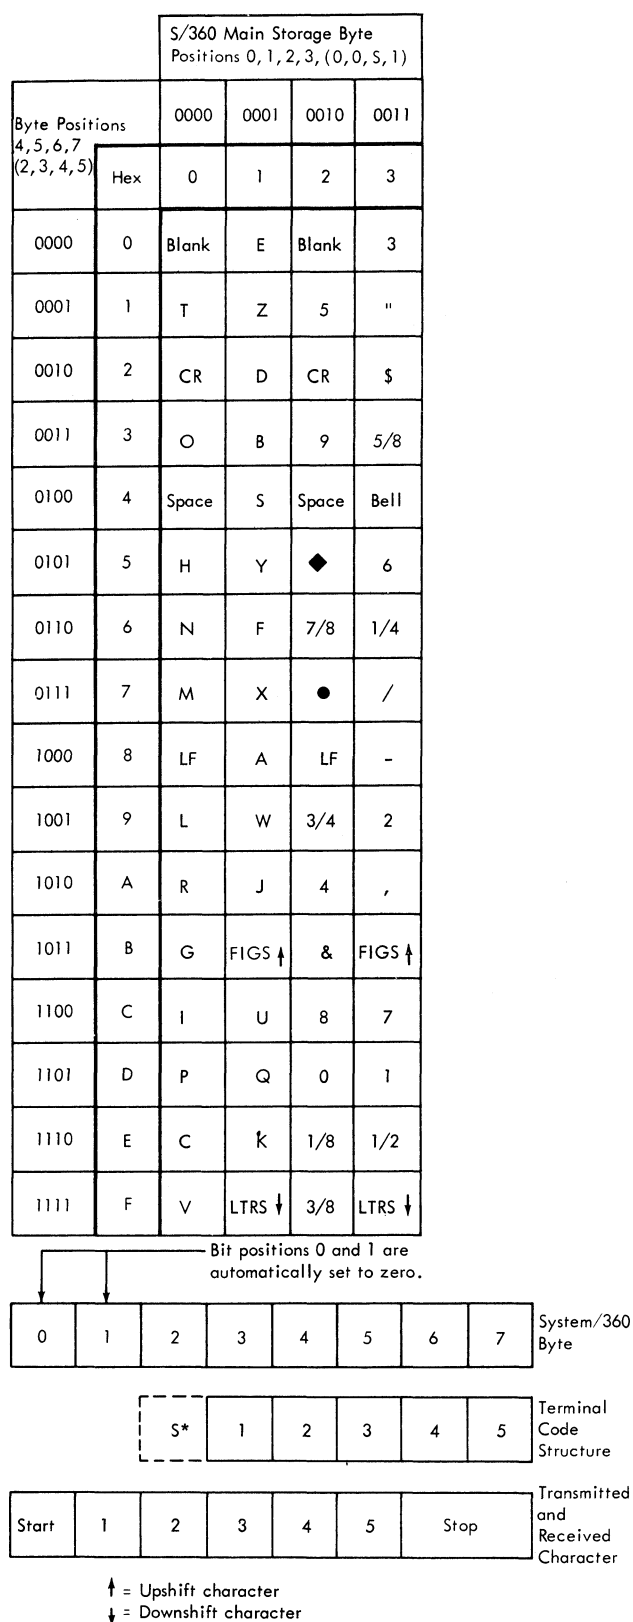 S/360 Main Storage Byte
Positions 0,1,2,3,(0,0,S,1)
Byte Positions
4,5,6,7
(2,3,4,5)
0000 0001 0010 0011
Hex 0 1 2 3
0000 0 Blank E Blank 3
0001 1 T Z 5 "
0010 2 CR D CR $
0011 3 O B 9 5/8
0100 4 Space S Space Bell
0101 5 H Y ◆ 6
0110 6 N F 7/8 1/4
0111 7 M X ● /
1000 8 LF A LF -
1001 9 L W 3/4 2
1010 A R J 4 ,
1011 B G FIGS ↑ & FIGS ↑
1100 C I U 8 7
1101 D P Q 0 1
1110 E C K 1/8 1/2
1111 F V LTRS ↓ 3/8 LTRS ↓
Bit positions 0 and 1 are
automatically set to zero.
0 1 2 3 4 5 6 7
System/360
Byte
S* 1 2 3 4 5
Terminal
Code
Structure
Start 1 2 3 4 5 Stop
Transmitted
and
Received
Character
↑ = Upshift character
↓ = Downshift character